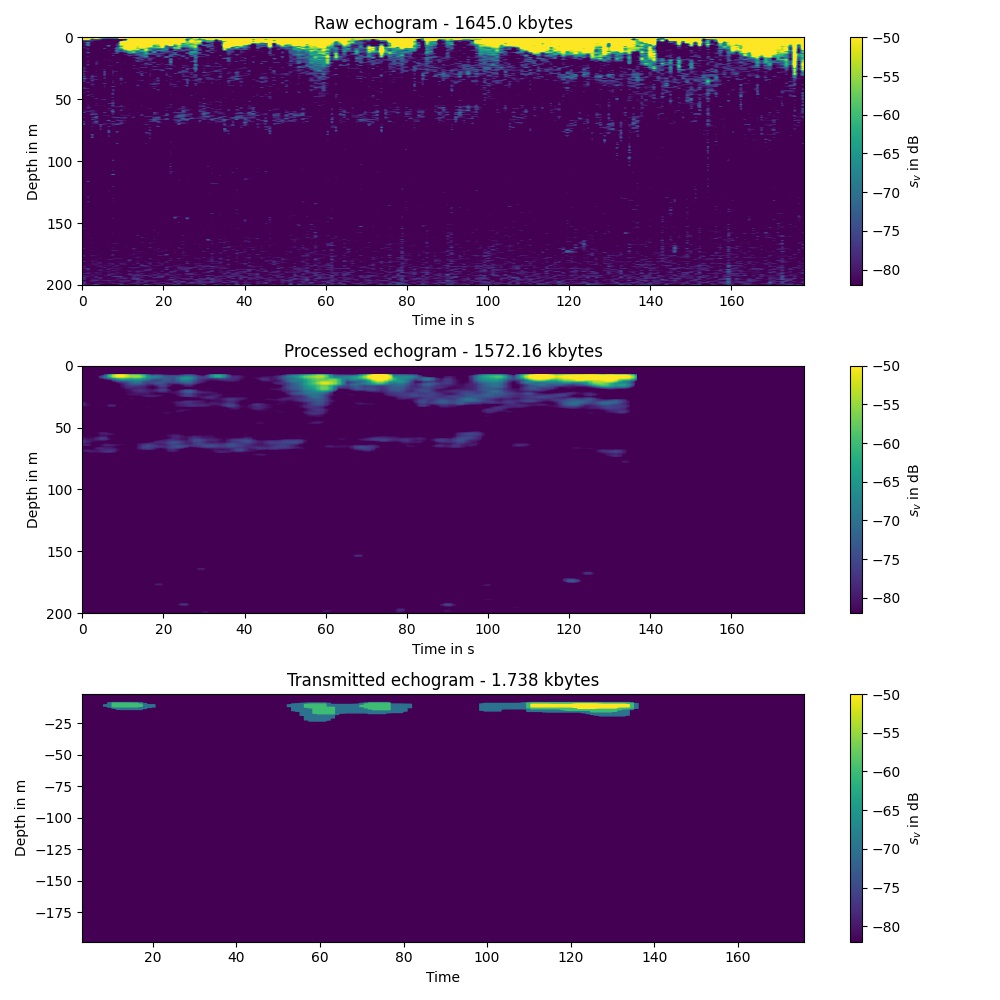 Raw echogram - 1645.0 kbytes
0
50
100
150
200
Depth in m
0 20 40 60 80 100 120 140 160
Time in s
−50
−55
−60
−65
−70
−75
−80
sv in dB
Processed echogram - 1572.16 kbytes
0
50
100
150
200
Depth in m
0 20 40 60 80 100 120 140 160
Time in s
−50
−55
−60
−65
−70
−75
−80
sv in dB
Transmitted echogram - 1.738 kbytes
−25
−50
−75
−100
−125
−150
−175
Depth in m
20 40 60 80 100 120 140 160
Time
−50
−55
−60
−65
−70
−75
−80
sv in dB